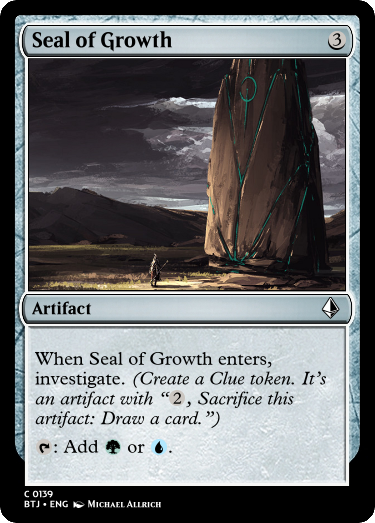 Seal of Growth 3
Artifact
When Seal of Growth enters,
investigate. (Create a Clue token. It's
an artifact with “2, Sacrifice this
artifact: Draw a card.”)
: Add or .
C 0139
BTJ • ENG Michael Allrich